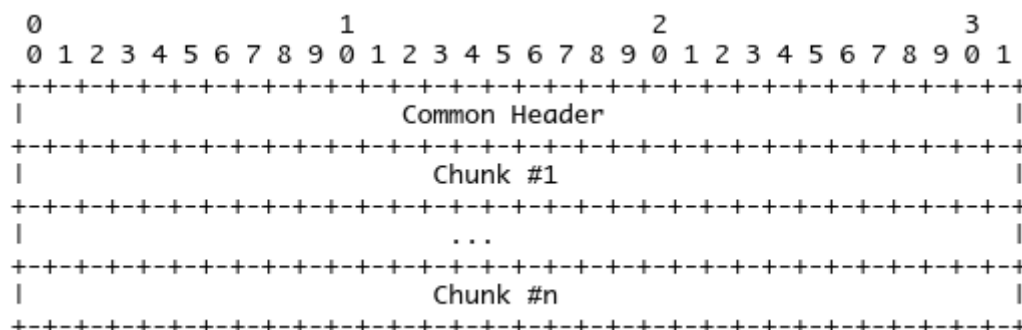 0                   1                   2                   3
 0 1 2 3 4 5 6 7 8 9 0 1 2 3 4 5 6 7 8 9 0 1 2 3 4 5 6 7 8 9 0 1
+-+-+-+-+-+-+-+-+-+-+-+-+-+-+-+-+-+-+-+-+-+-+-+-+-+-+-+-+-+-+-+-+
|                        Common Header                          |
+-+-+-+-+-+-+-+-+-+-+-+-+-+-+-+-+-+-+-+-+-+-+-+-+-+-+-+-+-+-+-+-+
|                          Chunk #1                             |
+-+-+-+-+-+-+-+-+-+-+-+-+-+-+-+-+-+-+-+-+-+-+-+-+-+-+-+-+-+-+-+-+
|                           ...                                 |
+-+-+-+-+-+-+-+-+-+-+-+-+-+-+-+-+-+-+-+-+-+-+-+-+-+-+-+-+-+-+-+-+
|                          Chunk #n                             |
+-+-+-+-+-+-+-+-+-+-+-+-+-+-+-+-+-+-+-+-+-+-+-+-+-+-+-+-+-+-+-+-+